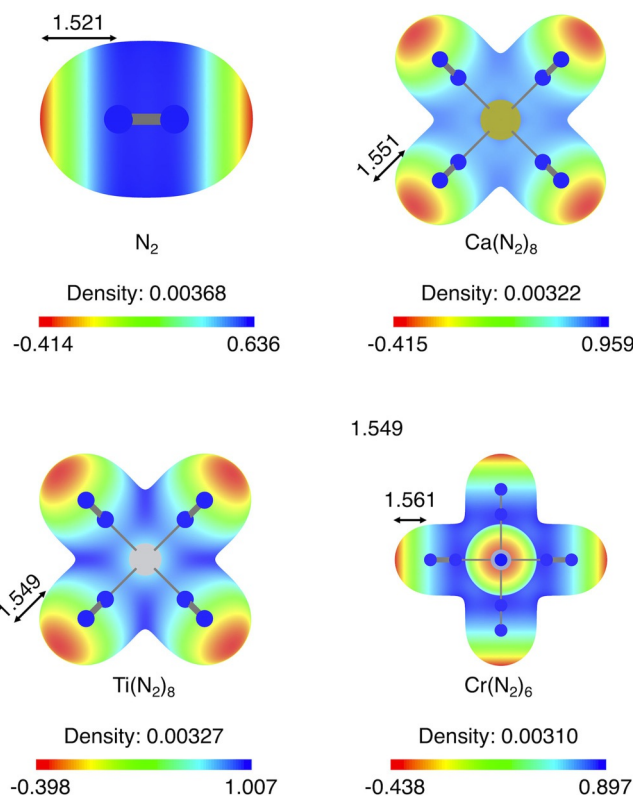 1.521
N₂
Density: 0.00368
-0.414 0.636
1.551
Ca(N₂)₈
Density: 0.00322
-0.415 0.959
1.549
1.549
Ti(N₂)₈
Density: 0.00327
-0.398 1.007
1.561
Cr(N₂)₆
Density: 0.00310
-0.438 0.897